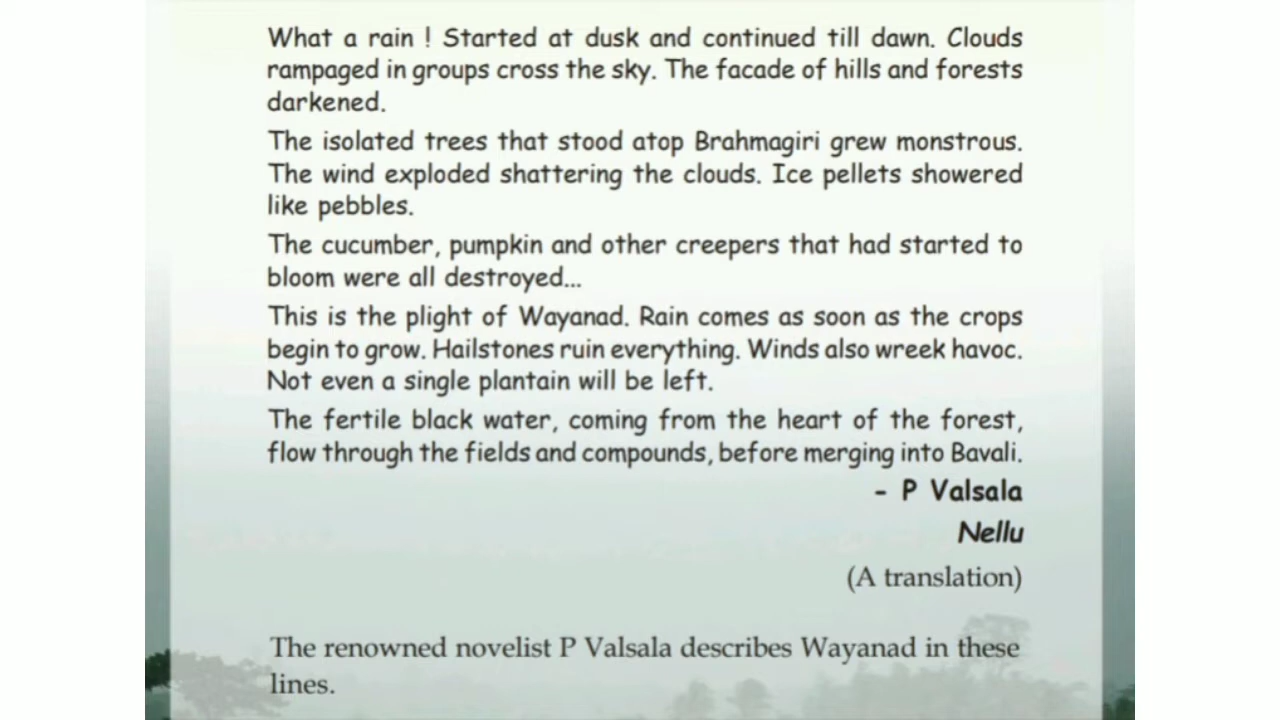 What a rain ! Started at dusk and continued till dawn. Clouds
rampaged in groups cross the sky. The facade of hills and forests
darkened.
The isolated trees that stood atop Brahmagiri grew monstrous.
The wind exploded shattering the clouds. Ice pellets showered
like pebbles.
The cucumber, pumpkin and other creepers that had started to
bloom were all destroyed...
This is the plight of Wayanad. Rain comes as soon as the crops
begin to grow. Hailstones ruin everything. Winds also wreek havoc.
Not even a single plantain will be left.
The fertile black water, coming from the heart of the forest,
flow through the fields and compounds, before merging into Bavali.
- P Valsala
Nellu
(A translation)
The renowned novelist P Valsala describes Wayanad in these
lines.